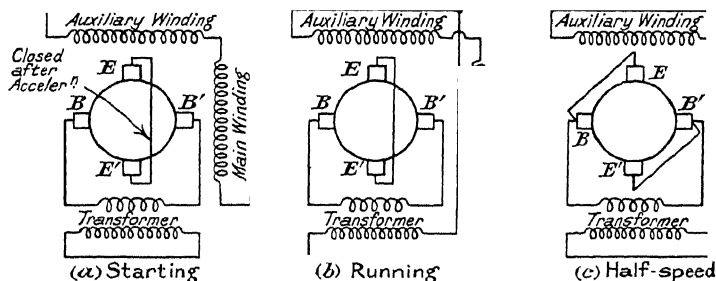 Auxiliary Winding
Closed
after
Acceler.ⁿ
E
B
B'
E'
Main Winding
Transformer
(a) Starting
Auxiliary Winding
E
B
B'
E'
Transformer
(b) Running
Auxiliary Winding
E
B
B'
E'
Transformer
(c) Half-speed